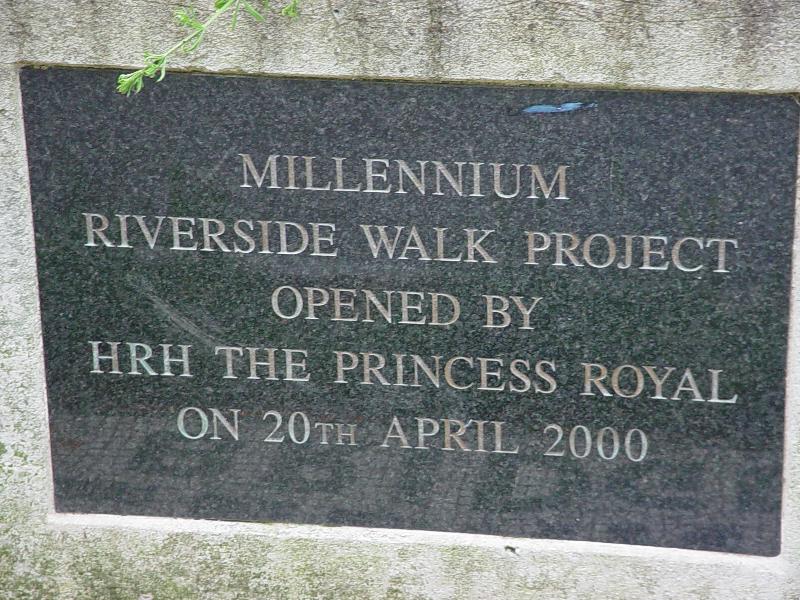 MILLENNIUM
RIVERSIDE WALK PROJECT
OPENED BY
HRH THE PRINCESS ROYAL
ON 20TH APRIL 2000